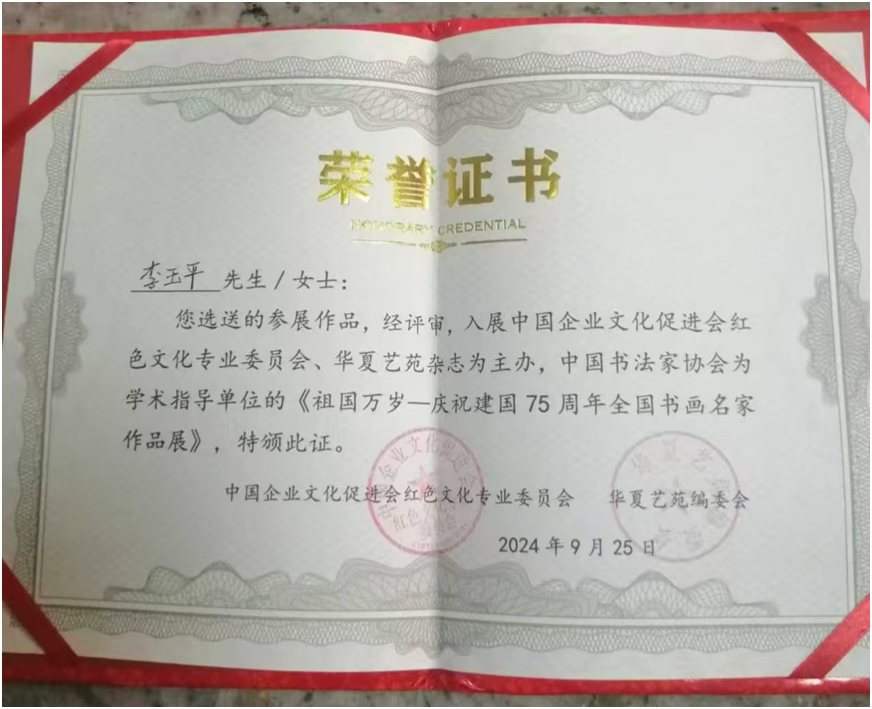 荣誉证书
HONORARY CREDENTIAL
李玉平 先生/女士：
您选送的参展作品，经评审，入展中国企业文化促进会红
色文化专业委员会、华夏艺苑杂志为主办，中国书法家协会为
学术指导单位的《祖国万岁—庆祝建国75周年全国书画名家
作品展》，特颁此证。
中国企业文化促进会红色文化专业委员会 华夏艺苑编委会
2024年9月25日